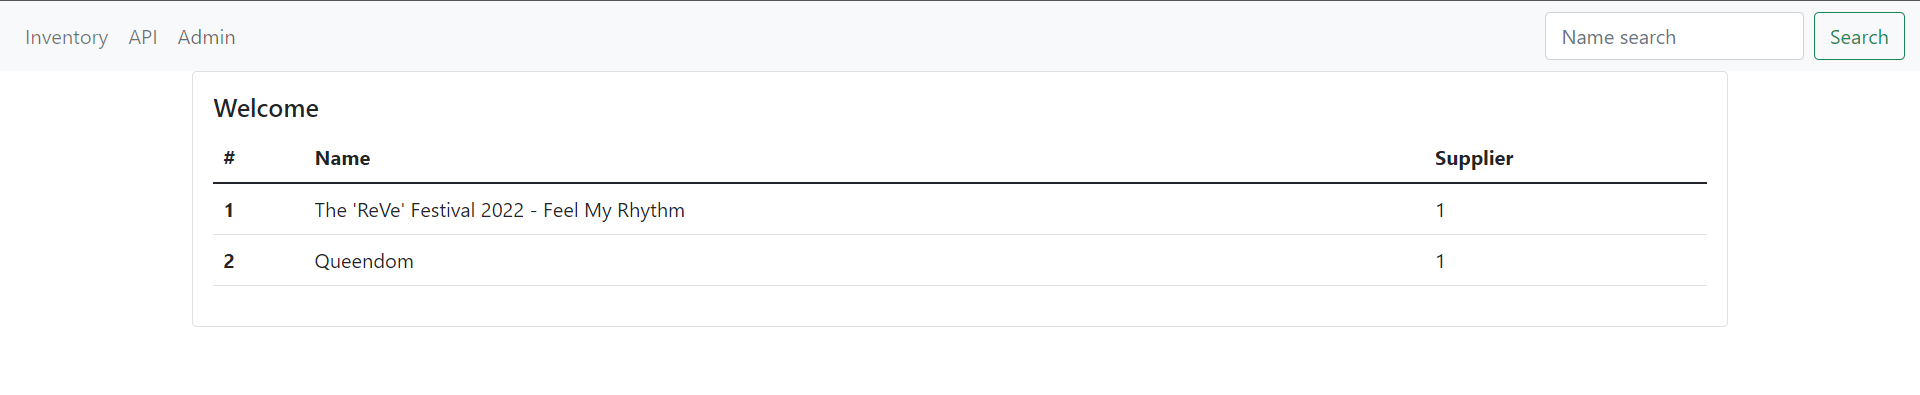 Inventory API Admin Name search Search
Welcome
# Name Supplier
1 The 'ReVe' Festival 2022 - Feel My Rhythm 1
2 Queendom 1